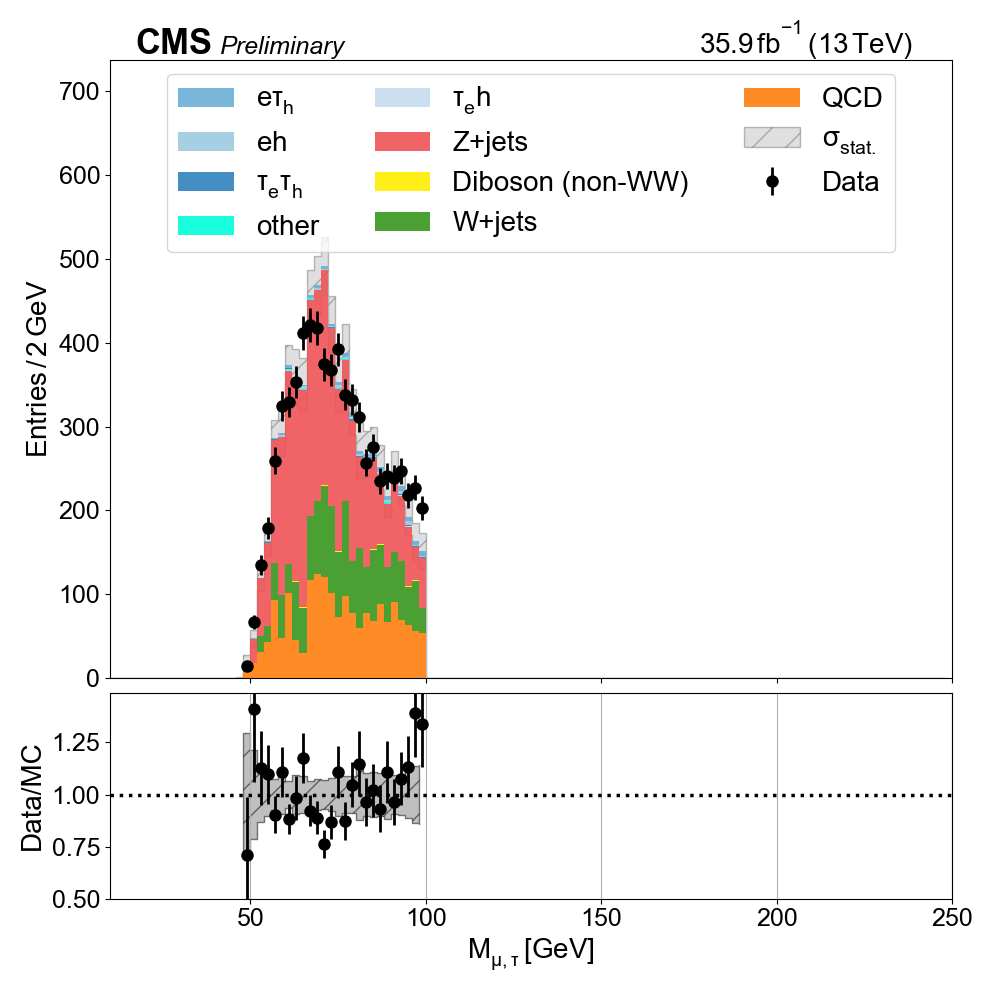 CMS Preliminary 35.9 fb⁻¹ (13 TeV)
eτh τeh QCD
eh Z+jets σstat.
τeτh Diboson (non-WW) Data
other W+jets
Entries / 2 GeV
700
600
500
400
300
200
100
0
Data/MC
1.25
1.00
0.75
0.50
50 100 150 200 250
Mμ, τ [GeV]